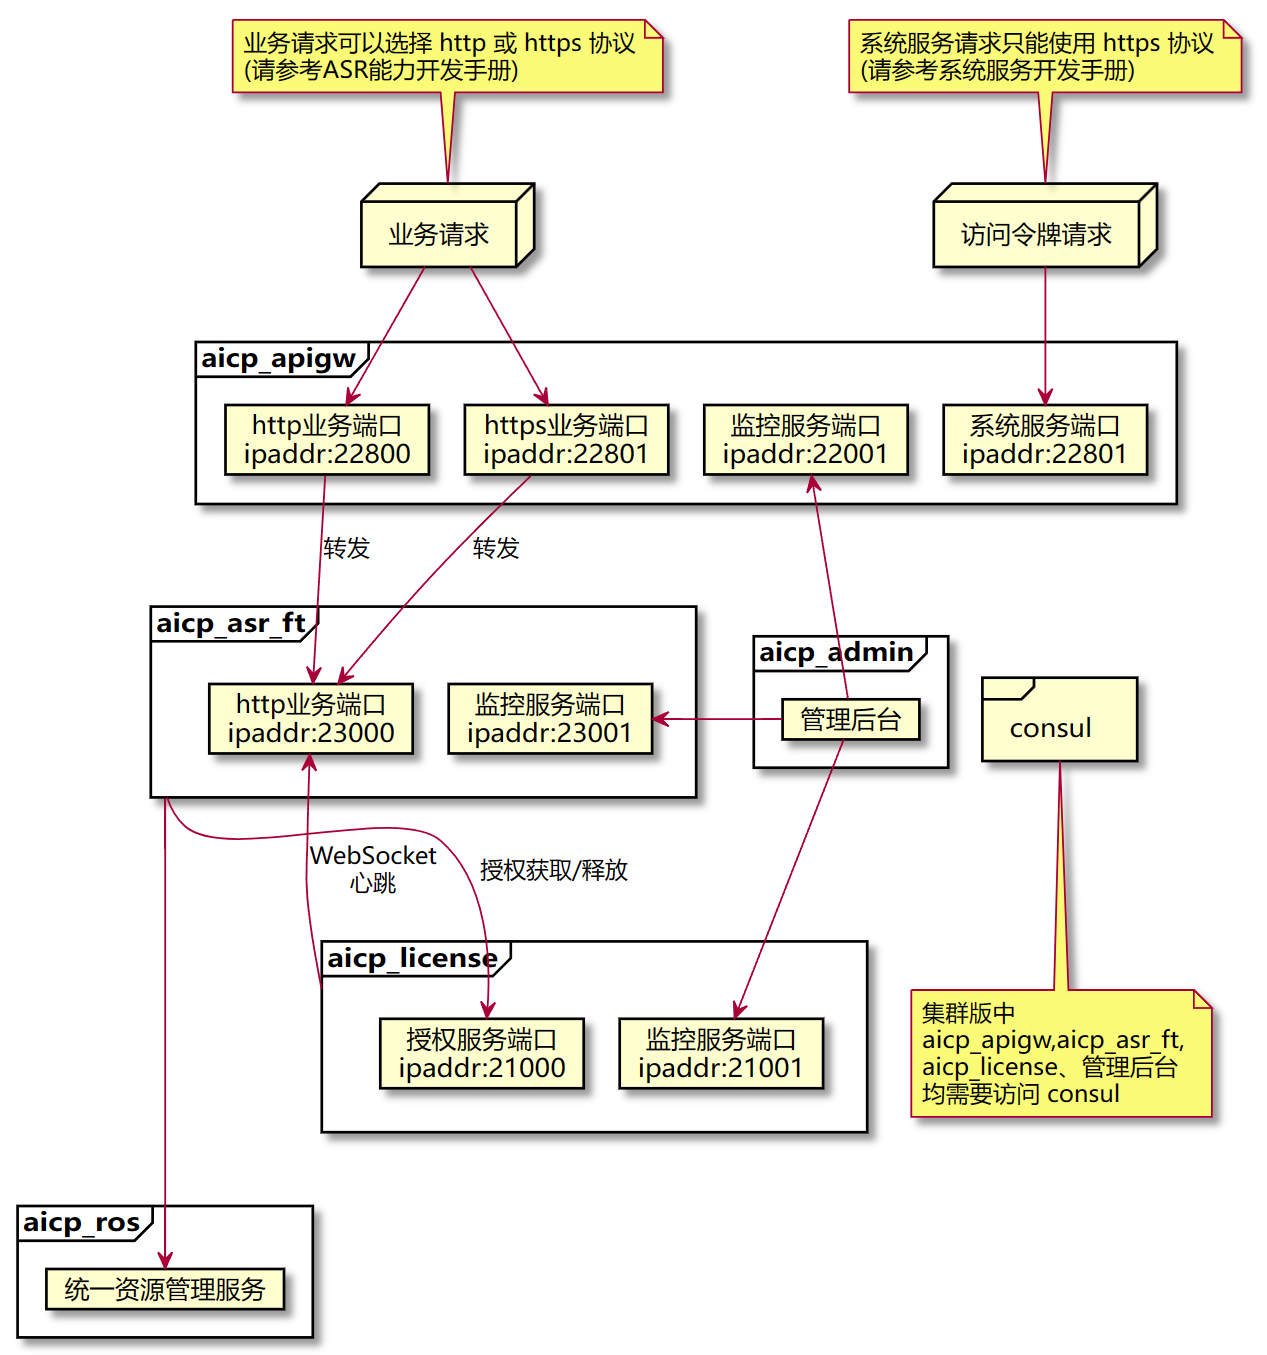 业务请求可以选择 http 或 https 协议
(请参考ASR能力开发手册)
系统服务请求只能使用 https 协议
(请参考系统服务开发手册)
业务请求
访问令牌请求
aicp_apigw
http业务端口
ipaddr:22800
https业务端口
ipaddr:22801
监控服务端口
ipaddr:22001
系统服务端口
ipaddr:22801
转发
转发
aicp_asr_ft
http业务端口
ipaddr:23000
监控服务端口
ipaddr:23001
aicp_admin
管理后台
consul
WebSocket
心跳
授权获取/释放
aicp_license
授权服务端口
ipaddr:21000
监控服务端口
ipaddr:21001
集群版中
aicp_apigw,aicp_asr_ft,
aicp_license、管理后台
均需要访问 consul
aicp_ros
统一资源管理服务